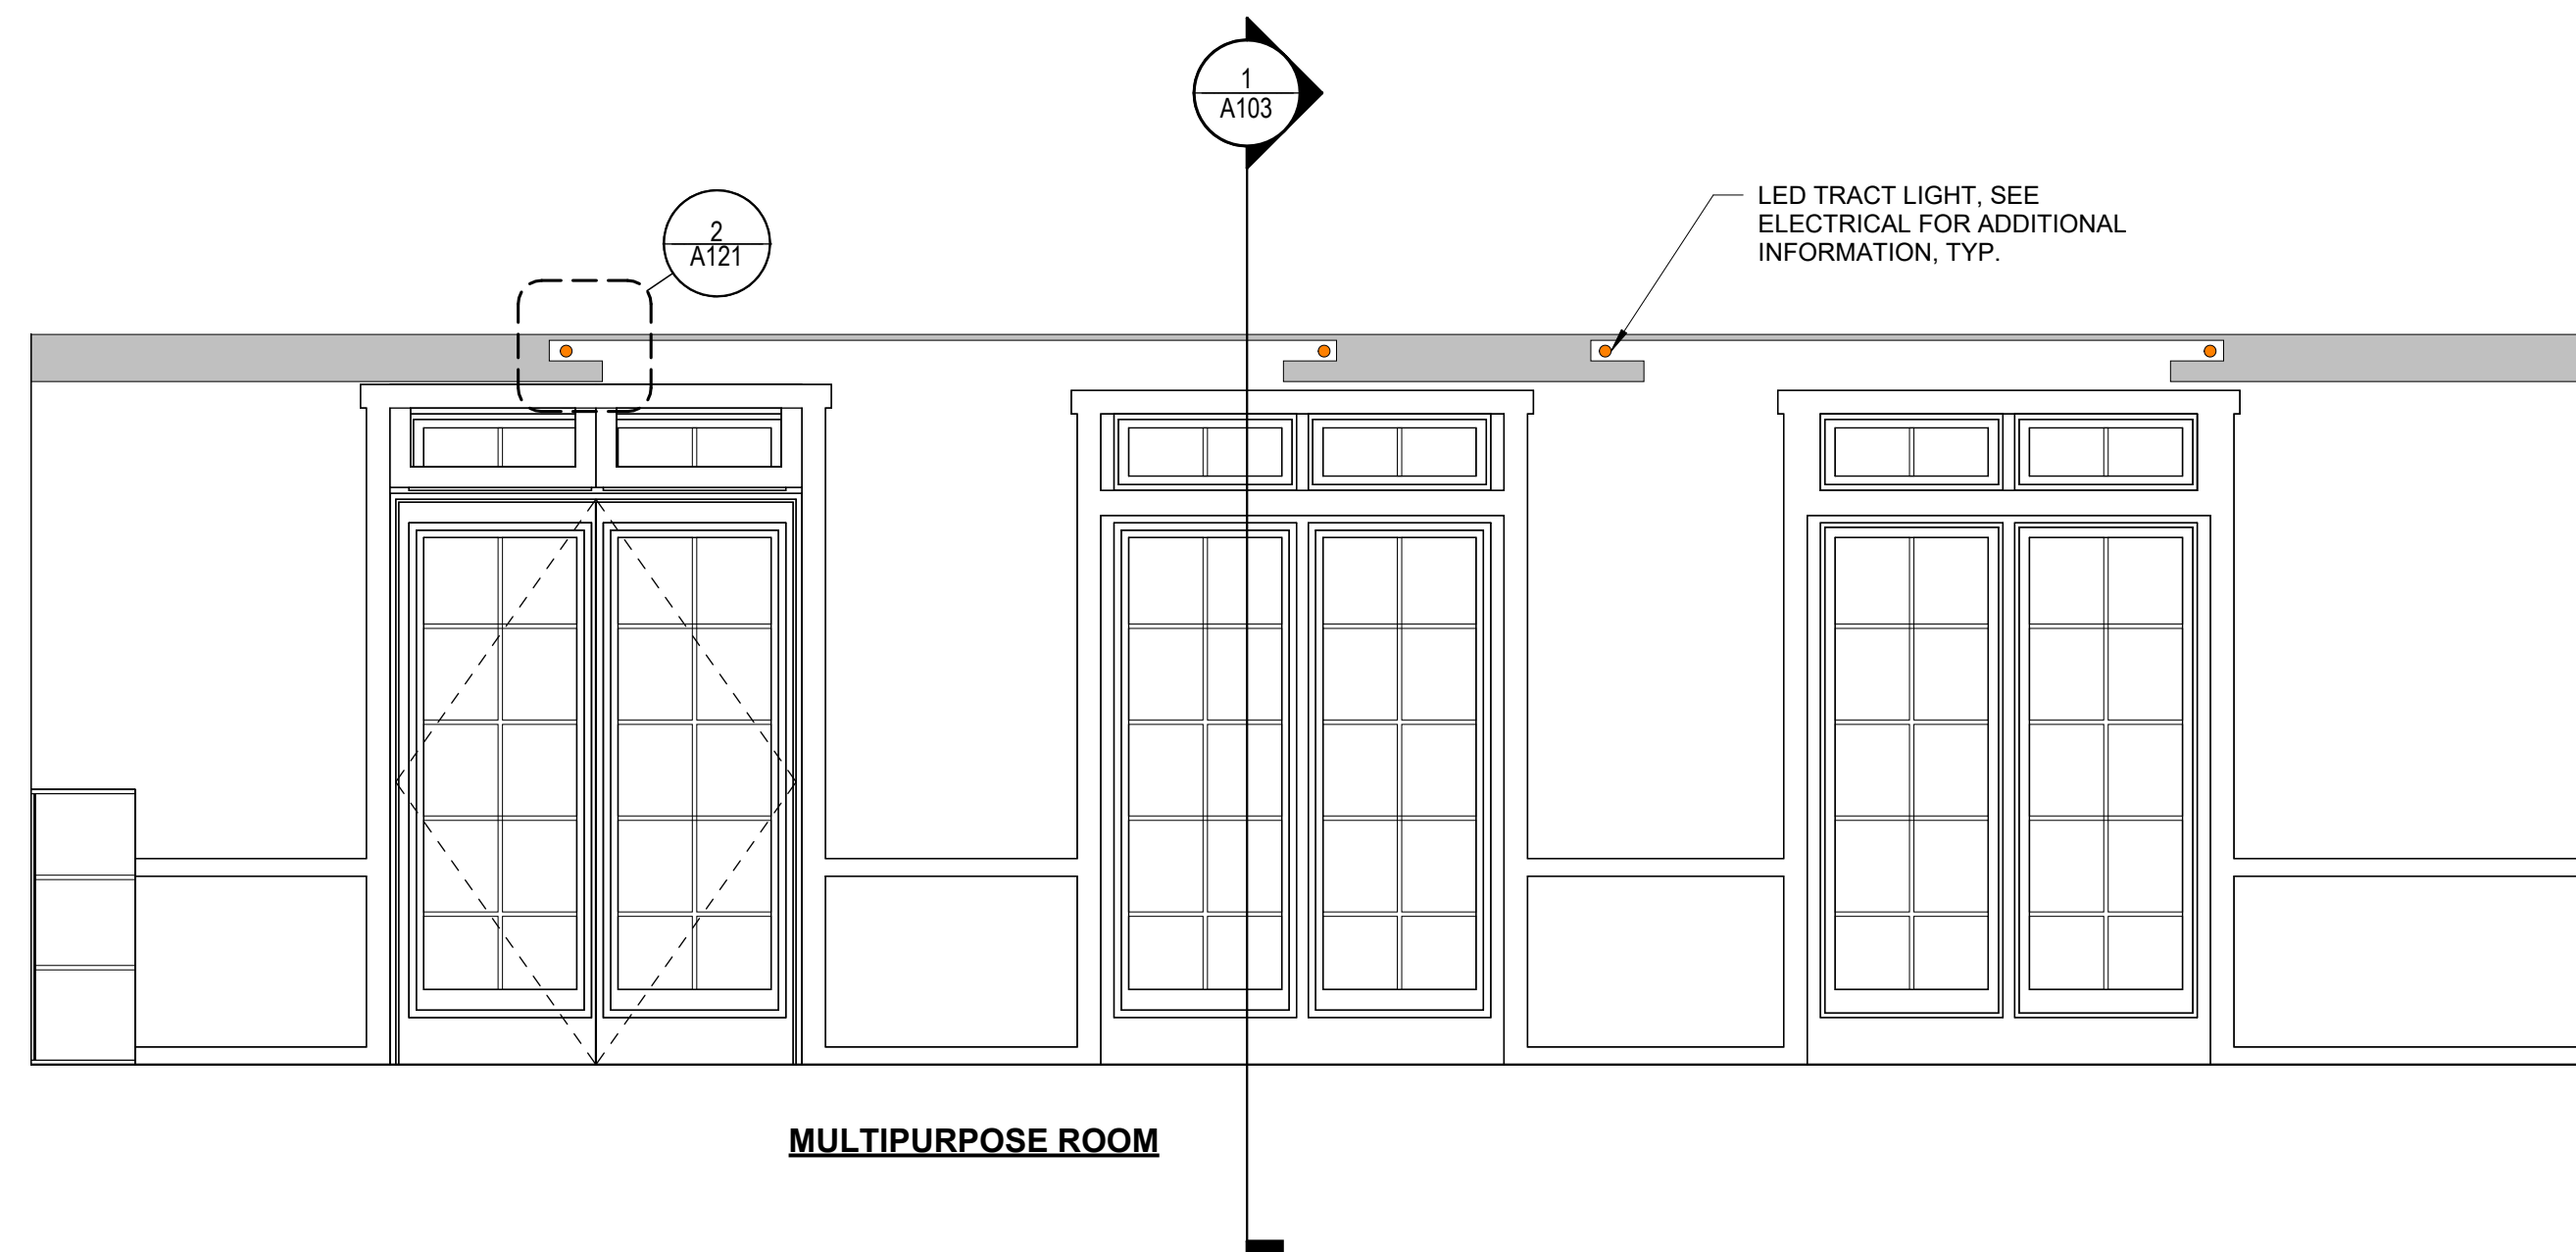 1
A103
2
A121
LED TRACT LIGHT, SEE
ELECTRICAL FOR ADDITIONAL
INFORMATION, TYP.
MULTIPURPOSE ROOM